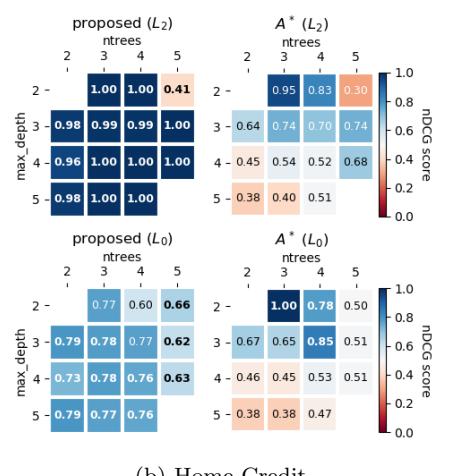 proposed (L2) A* (L2)
ntrees ntrees
2 3 4 5 2 3 4 5
2 1.00 1.00 0.41 2 0.95 0.83 0.30 1.0
3 0.98 0.99 0.99 1.00 3 0.64 0.74 0.70 0.74 0.8
4 0.96 1.00 1.00 1.00 4 0.45 0.54 0.52 0.68 0.6
5 0.98 1.00 1.00 5 0.38 0.40 0.51 0.4
0.2
0.0
max_depth
nDCG score
proposed (L0) A* (L0)
ntrees ntrees
2 3 4 5 2 3 4 5
2 0.77 0.60 0.66 2 1.00 0.78 0.50 1.0
3 0.79 0.78 0.77 0.62 3 0.67 0.65 0.85 0.51 0.8
4 0.73 0.78 0.76 0.63 4 0.46 0.45 0.53 0.51 0.6
5 0.79 0.77 0.76 5 0.38 0.38 0.47 0.4
0.2
0.0
max_depth
nDCG score
(b) Home Credit